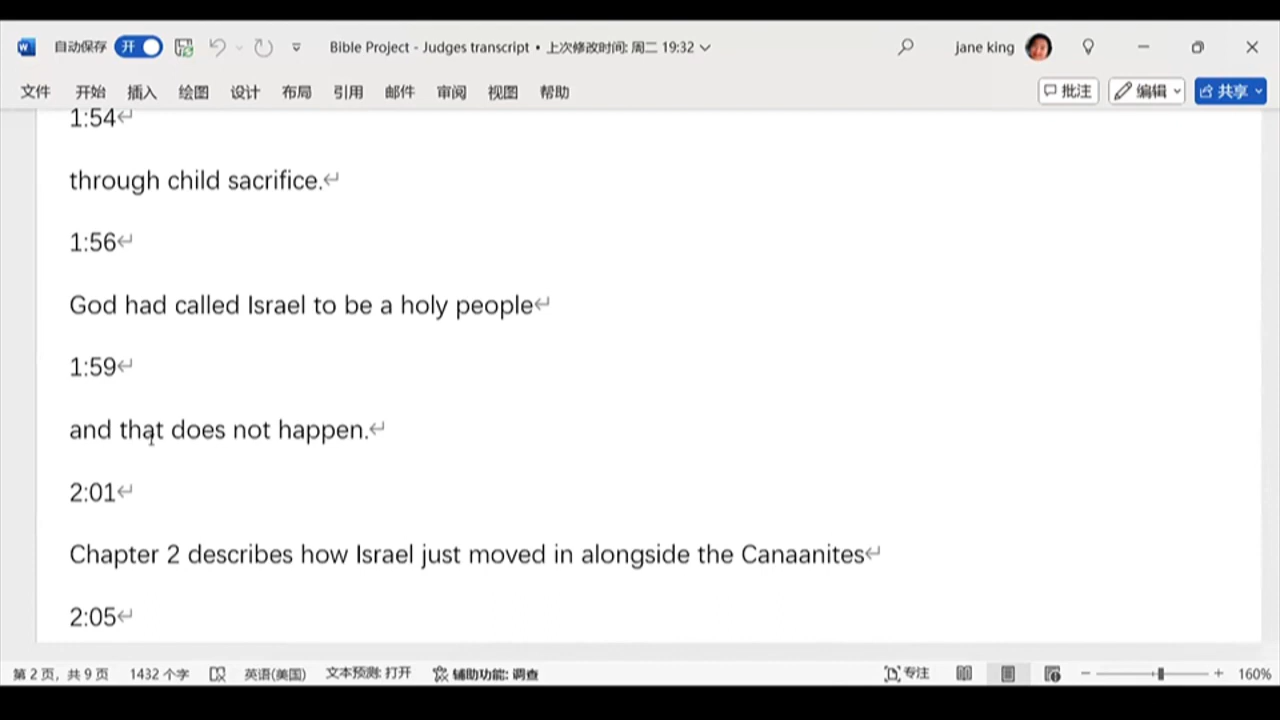 自动保存 开 Bible Project - Judges transcript • 上次修改时间: 周二 19:32 jane king
文件 开始 插入 绘图 设计 布局 引用 邮件 审阅 视图 帮助 批注 编辑 共享
1:54
through child sacrifice.
1:56
God had called Israel to be a holy people
1:59
and that does not happen.
2:01
Chapter 2 describes how Israel just moved in alongside the Canaanites
2:05
第 2 页, 共 9 页 1432 个字 英语(美国) 文本预测: 打开 辅助功能: 调查 专注 160%